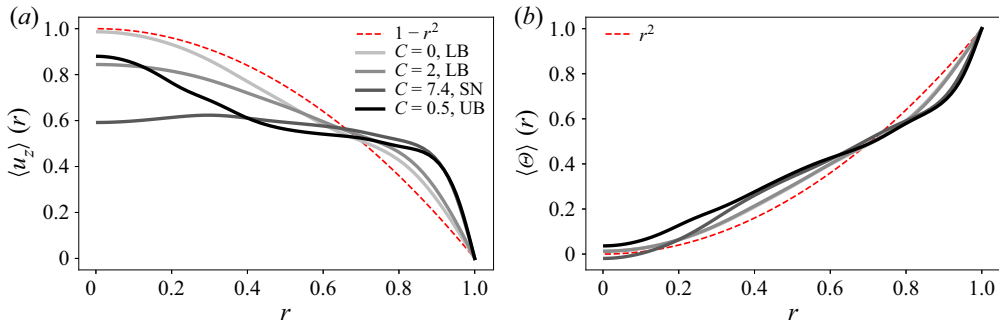 (a)
1.0
0.8
0.6
0.4
0.2
0
⟨u_z⟩ (r)
1 − r²
C = 0, LB
C = 2, LB
C = 7.4, SN
C = 0.5, UB
0 0.2 0.4 0.6 0.8 1.0
r
(b)
1.0
0.8
0.6
0.4
0.2
0
⟨Θ⟩ (r)
r²
0 0.2 0.4 0.6 0.8 1.0
r